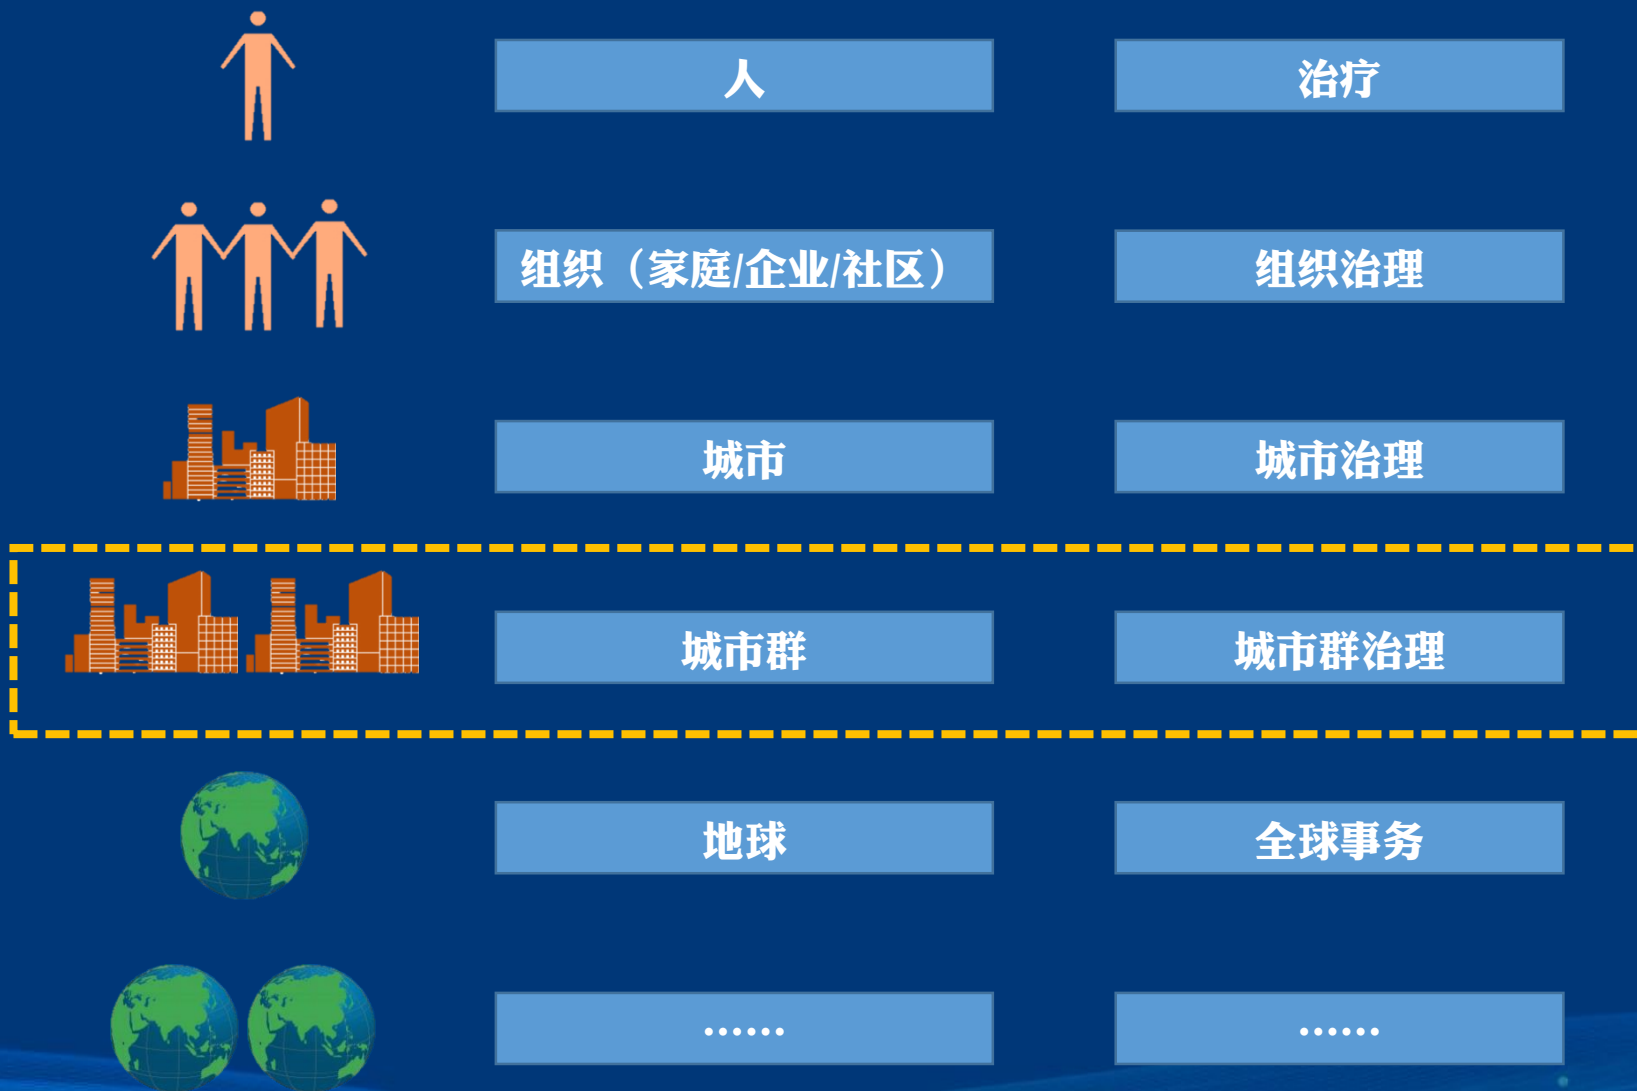 人
治疗
组织（家庭/企业/社区）
组织治理
城市
城市治理
城市群
城市群治理
地球
全球事务
……
……